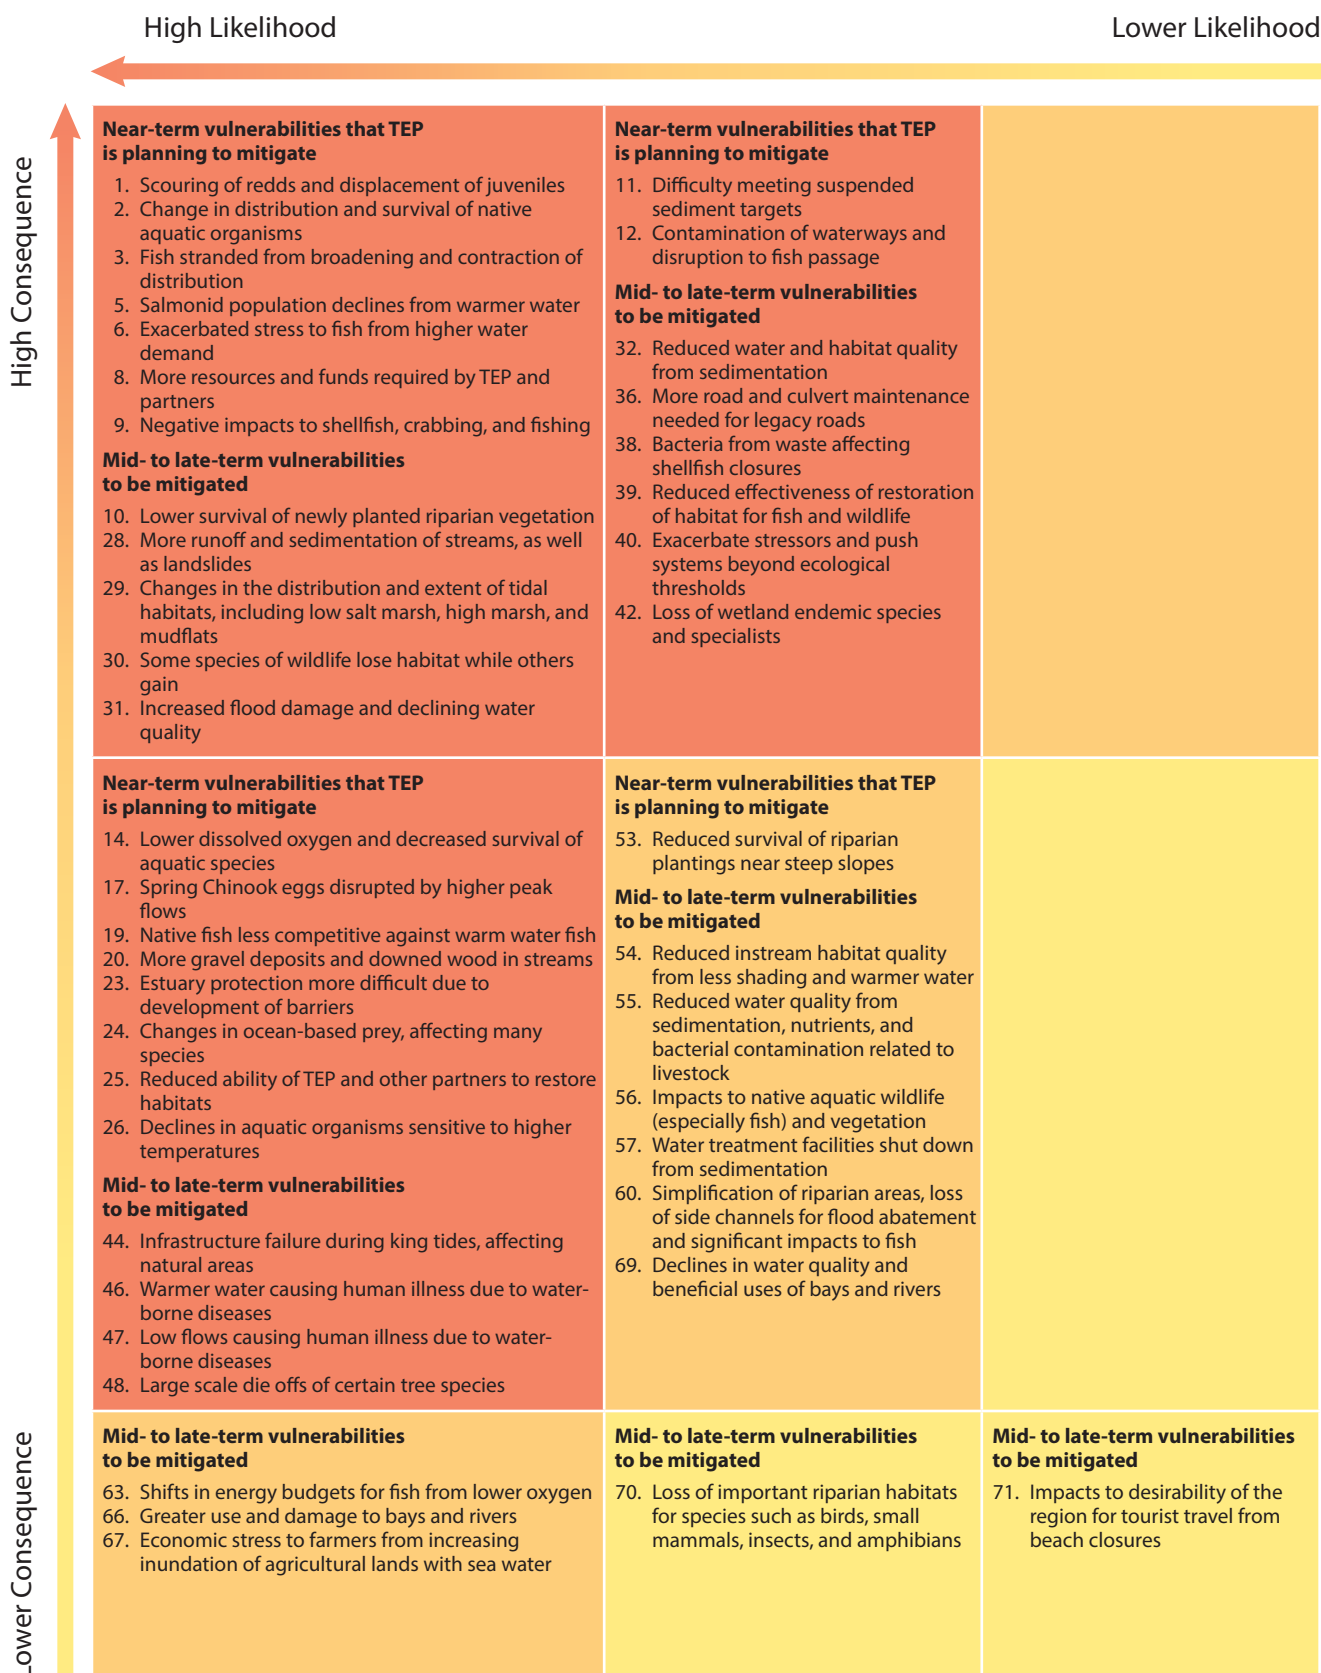 High Likelihood
Lower Likelihood
High Consequence
Near-term vulnerabilities that TEP
is planning to mitigate
1. Scouring of redds and displacement of juveniles
2. Change in distribution and survival of native
aquatic organisms
3. Fish stranded from broadening and contraction of
distribution
5. Salmonid population declines from warmer water
6. Exacerbated stress to fish from higher water
demand
8. More resources and funds required by TEP and
partners
9. Negative impacts to shellfish, crabbing, and fishing
Mid- to late-term vulnerabilities
to be mitigated
10. Lower survival of newly planted riparian vegetation
28. More runoff and sedimentation of streams, as well
as landslides
29. Changes in the distribution and extent of tidal
habitats, including low salt marsh, high marsh, and
mudflats
30. Some species of wildlife lose habitat while others
gain
31. Increased flood damage and declining water
quality
Near-term vulnerabilities that TEP
is planning to mitigate
11. Difficulty meeting suspended
sediment targets
12. Contamination of waterways and
disruption to fish passage
Mid- to late-term vulnerabilities
to be mitigated
32. Reduced water and habitat quality
from sedimentation
36. More road and culvert maintenance
needed for legacy roads
38. Bacteria from waste affecting
shellfish closures
39. Reduced effectiveness of restoration
of habitat for fish and wildlife
40. Exacerbate stressors and push
systems beyond ecological
thresholds
42. Loss of wetland endemic species
and specialists
Near-term vulnerabilities that TEP
is planning to mitigate
14. Lower dissolved oxygen and decreased survival of
aquatic species
17. Spring Chinook eggs disrupted by higher peak
flows
19. Native fish less competitive against warm water fish
20. More gravel deposits and downed wood in streams
23. Estuary protection more difficult due to
development of barriers
24. Changes in ocean-based prey, affecting many
species
25. Reduced ability of TEP and other partners to restore
habitats
26. Declines in aquatic organisms sensitive to higher
temperatures
Mid- to late-term vulnerabilities
to be mitigated
44. Infrastructure failure during king tides, affecting
natural areas
46. Warmer water causing human illness due to water-
borne diseases
47. Low flows causing human illness due to water-
borne diseases
48. Large scale die offs of certain tree species
Near-term vulnerabilities that TEP
is planning to mitigate
53. Reduced survival of riparian
plantings near steep slopes
Mid- to late-term vulnerabilities
to be mitigated
54. Reduced instream habitat quality
from less shading and warmer water
55. Reduced water quality from
sedimentation, nutrients, and
bacterial contamination related to
livestock
56. Impacts to native aquatic wildlife
(especially fish) and vegetation
57. Water treatment facilities shut down
from sedimentation
60. Simplification of riparian areas, loss
of side channels for flood abatement
and significant impacts to fish
69. Declines in water quality and
beneficial uses of bays and rivers
Lower Consequence
Mid- to late-term vulnerabilities
to be mitigated
63. Shifts in energy budgets for fish from lower oxygen
66. Greater use and damage to bays and rivers
67. Economic stress to farmers from increasing
inundation of agricultural lands with sea water
Mid- to late-term vulnerabilities
to be mitigated
70. Loss of important riparian habitats
for species such as birds, small
mammals, insects, and amphibians
Mid- to late-term vulnerabilities
to be mitigated
71. Impacts to desirability of the
region for tourist travel from
beach closures